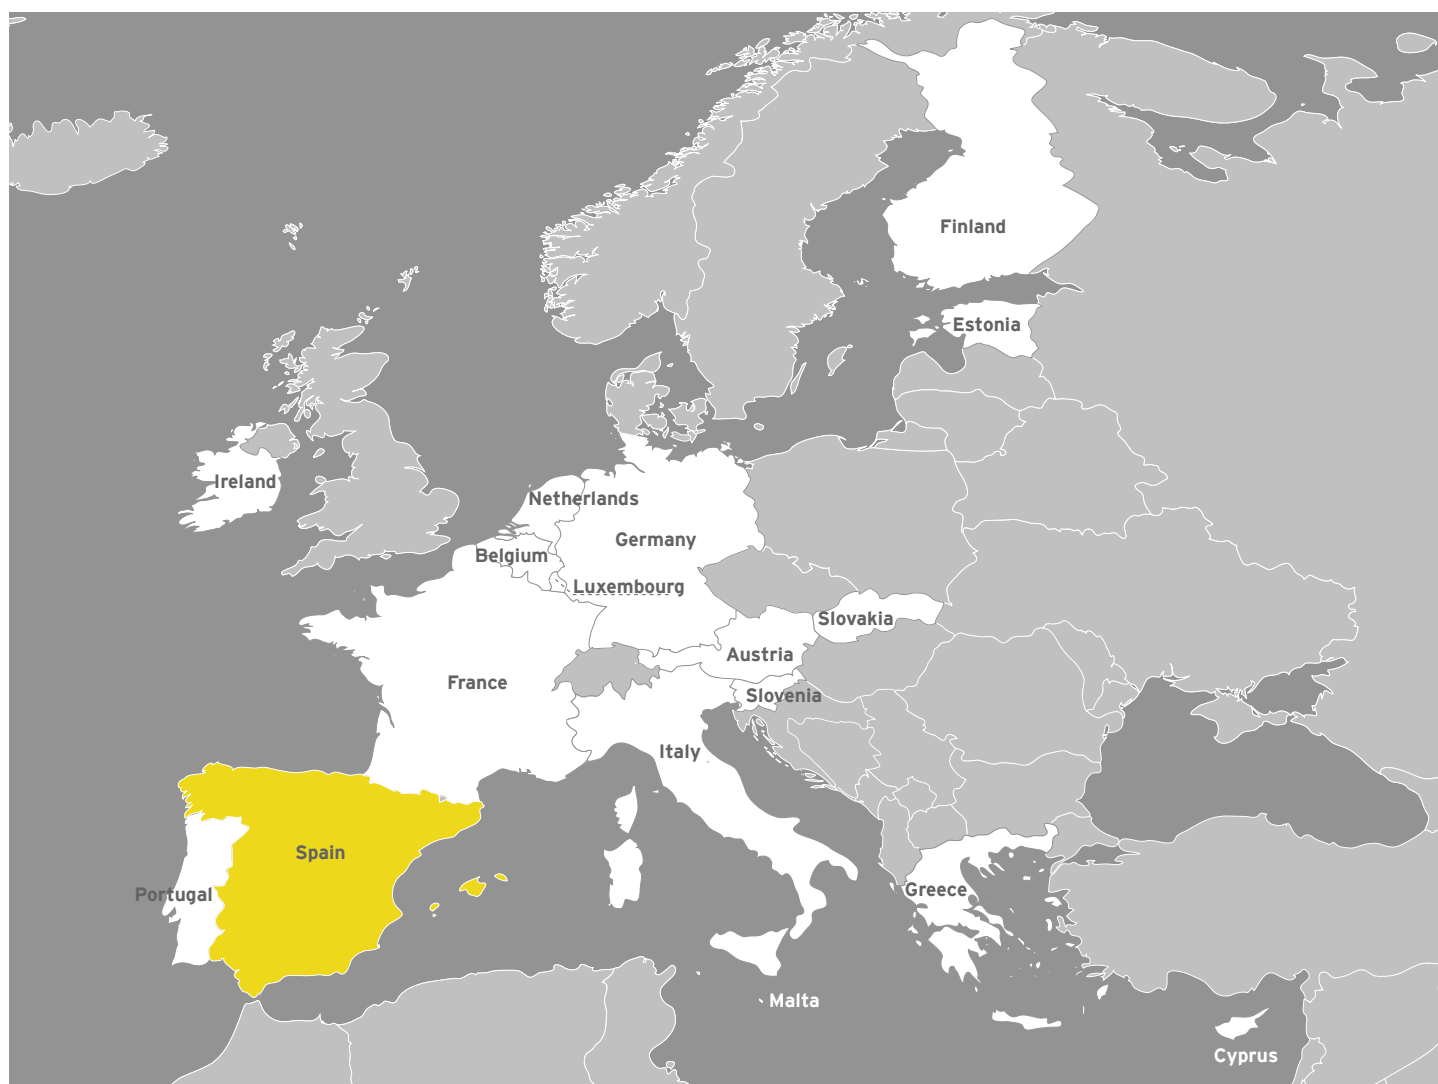 Finland
Estonia
Ireland
Netherlands
Germany
Belgium
Luxembourg
Slovakia
Austria
France
Slovenia
Italy
Spain
Portugal
Greece
Malta
Cyprus